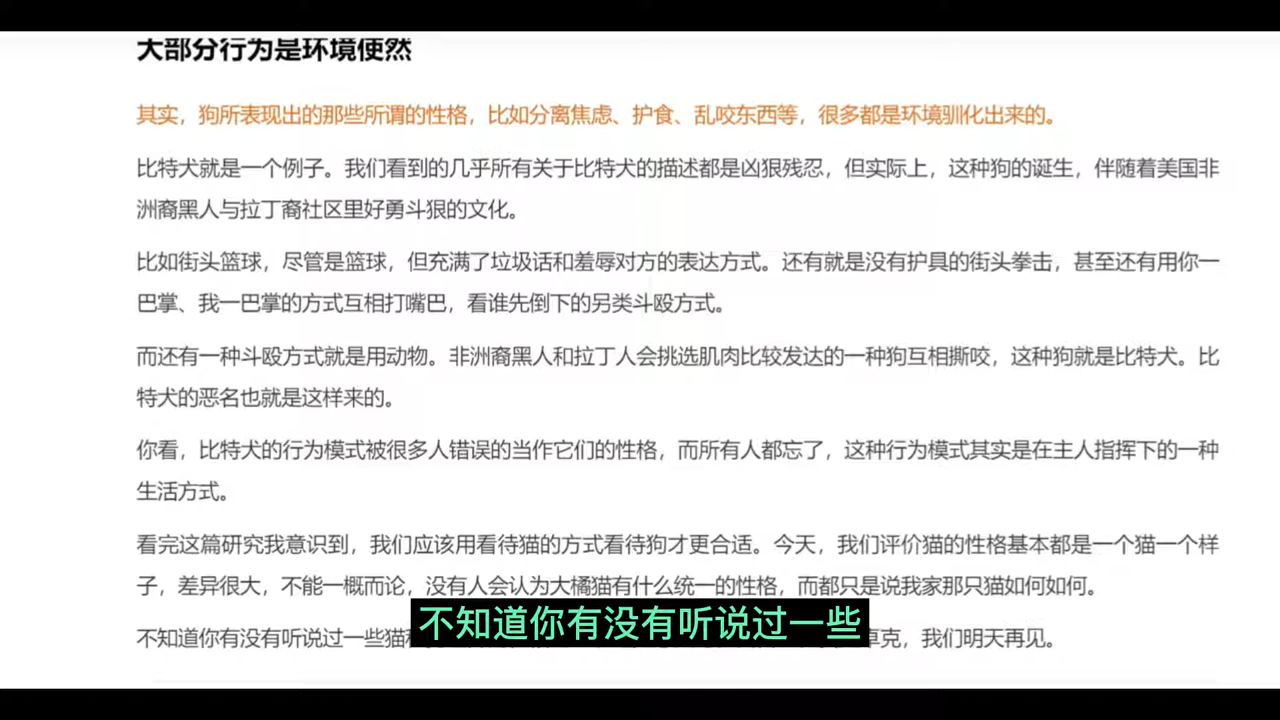 大部分行为是环境使然
其实，狗所表现出的那些所谓的性格，比如分离焦虑、护食、乱咬东西等，很多都是环境驯化出来的。
比特犬就是一个例子。我们看到的几乎所有关于比特犬的描述都是凶狠残忍，但实际上，这种狗的诞生，伴随着美国非
洲裔黑人与拉丁裔社区里好勇斗狠的文化。
比如街头篮球，尽管是篮球，但充满了垃圾话和羞辱对方的表达方式。还有就是没有护具的街头拳击，甚至还有用你一
巴掌、我一巴掌的方式互相打嘴巴，看谁先倒下的另类斗殴方式。
而还有一种斗殴方式就是用动物。非洲裔黑人和拉丁人会挑选肌肉比较发达的一种狗互相撕咬，这种狗就是比特犬。比
特犬的恶名也就是这样来的。
你看，比特犬的行为模式被很多人错误的当作它们的性格，而所有人都忘了，这种行为模式其实是在主人指挥下的一种
生活方式。
看完这篇研究我意识到，我们应该用看待猫的方式看待狗才更合适。今天，我们评价猫的性格基本都是一个猫一个样
子，差异很大，不能一概而论，没有人会认为大橘猫有什么统一的性格，而都只是说我家那只猫如何如何。
不知道你有没有听说过一些猫 卓克，我们明天再见。
不知道你有没有听说过一些